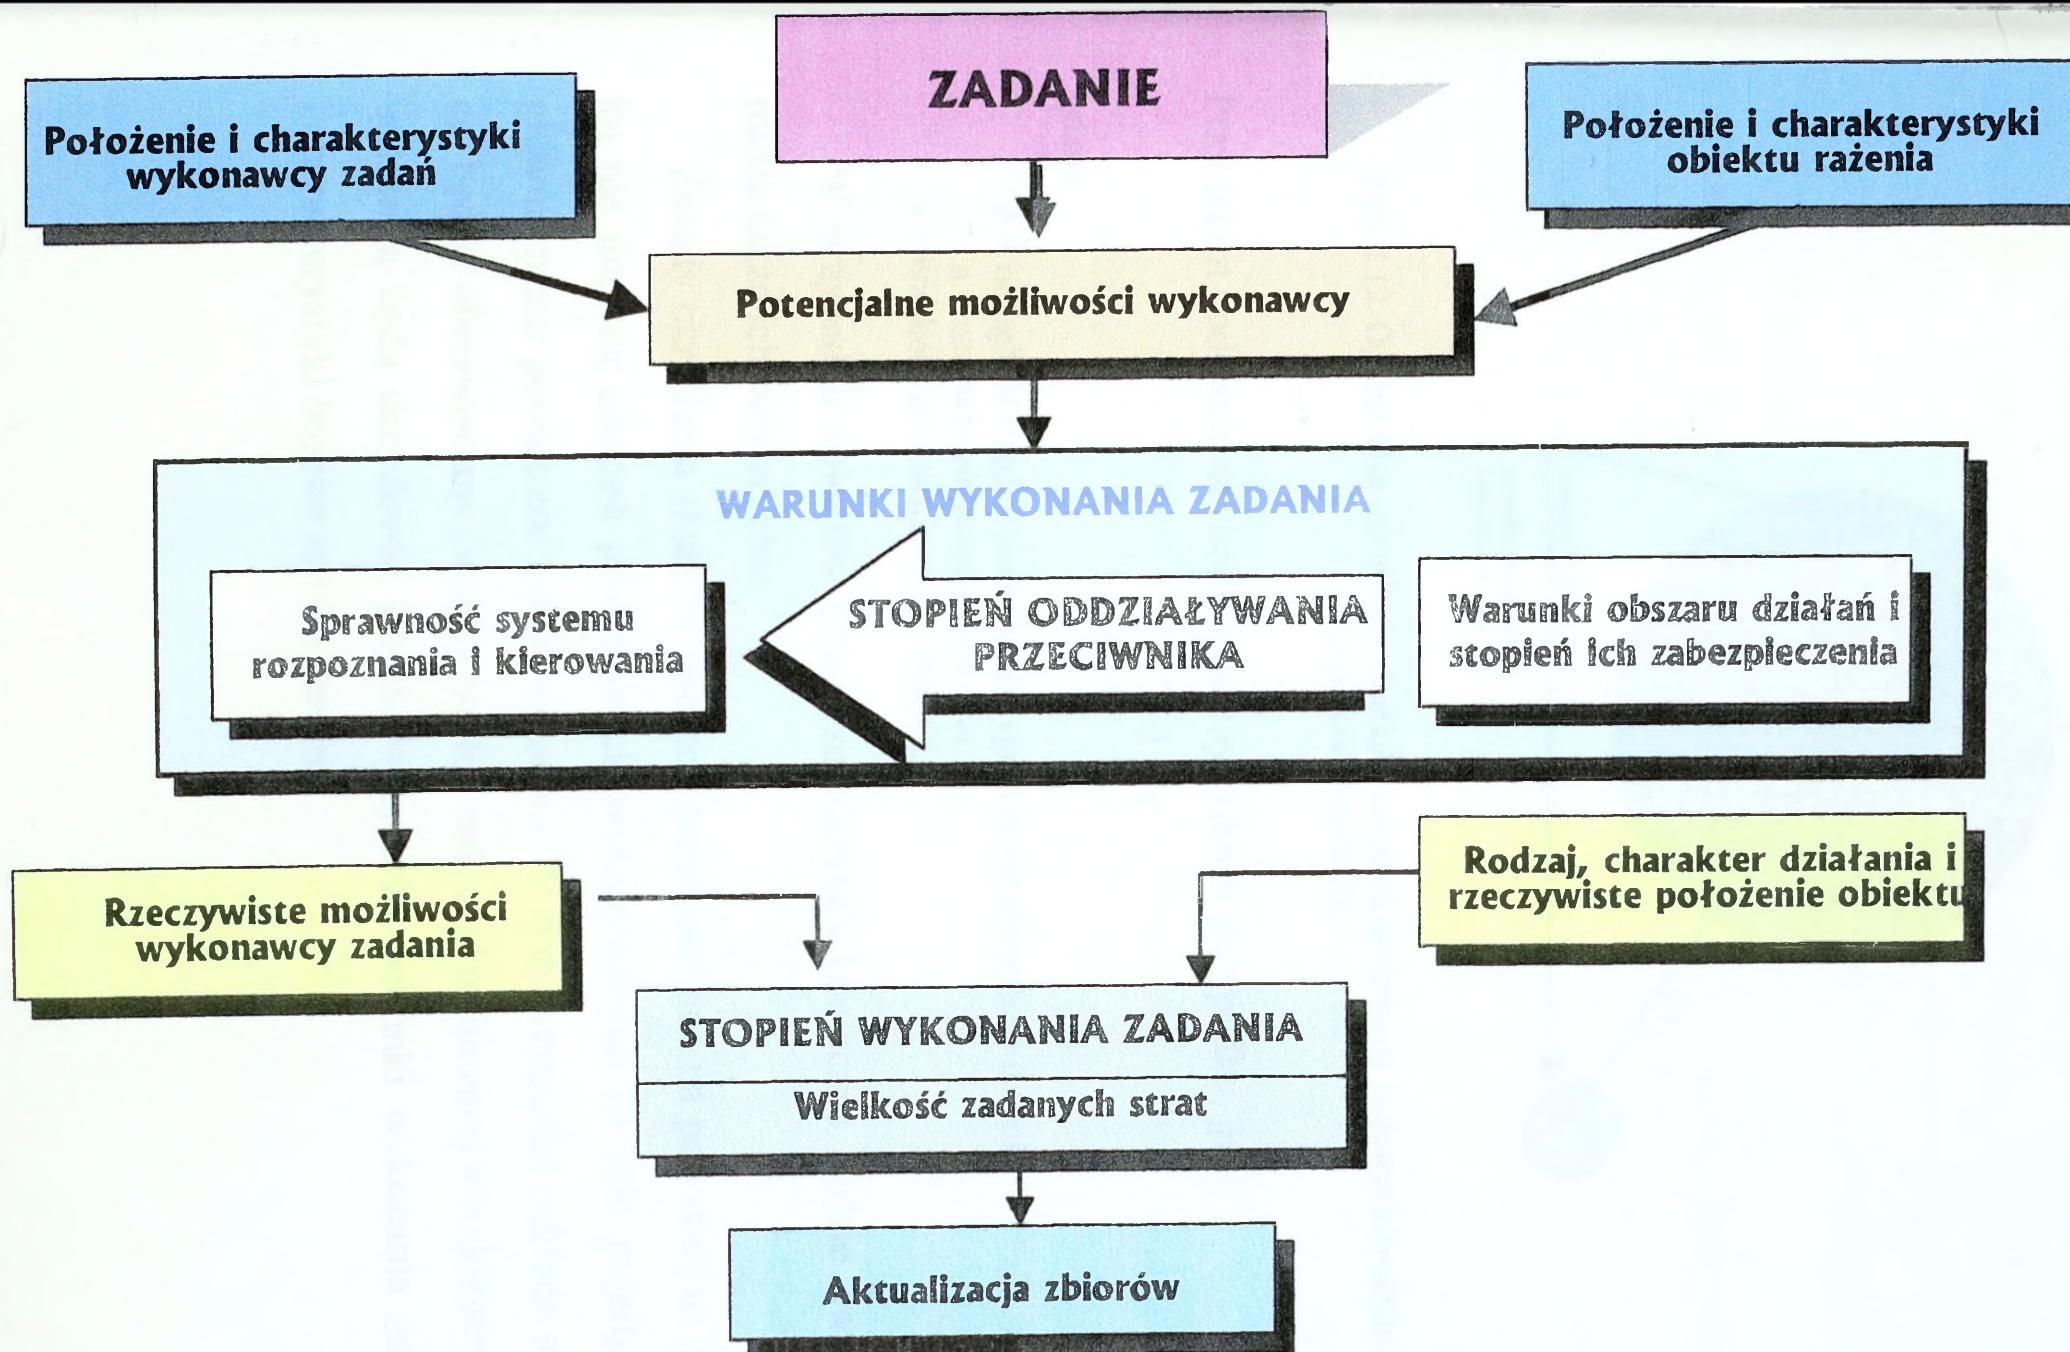 ZADANIE
Położenie i charakterystyki
wykonawcy zadań
Położenie i charakterystyki
obiektu rażenia
Potencjalne możliwości wykonawcy
WARUNKI WYKONANIA ZADANIA
Sprawność systemu
rozpoznania i kierowania
STOPIEŃ ODDZIAŁYWANIA
PRZECIWNIKA
Warunki obszaru działań i
stopień ich zabezpieczenia
Rzeczywiste możliwości
wykonawcy zadania
Rodzaj, charakter działania i
rzeczywiste położenie obiektu
STOPIEŃ WYKONANIA ZADANIA
Wielkość zadanych strat
Aktualizacja zbiorów